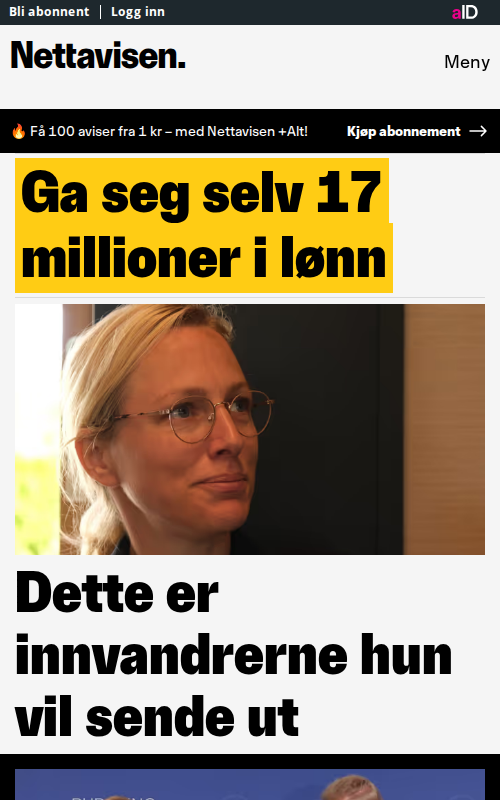 Bli abonnent | Logg inn
aID
Nettavisen.
Meny
🔥 Få 100 aviser fra 1 kr – med Nettavisen +Alt!
Kjøp abonnement →
Ga seg selv 17
millioner i lønn
Dette er
innvandrerne hun
vil sende ut